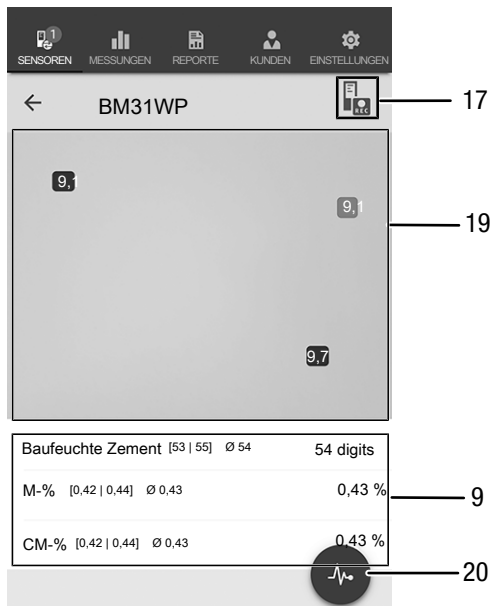 1
SENSOREN MESSUNGEN REPORTE KUNDEN EINSTELLUNGEN
BM31WP
REC
17
9,1
9,1
19
9,7
Baufeuchte Zement [53 | 55] Ø 54 54 digits
M-% [0,42 | 0,44] Ø 0,43 0,43 %
9
CM-% [0,42 | 0,44] Ø 0,43 0,43 %
20